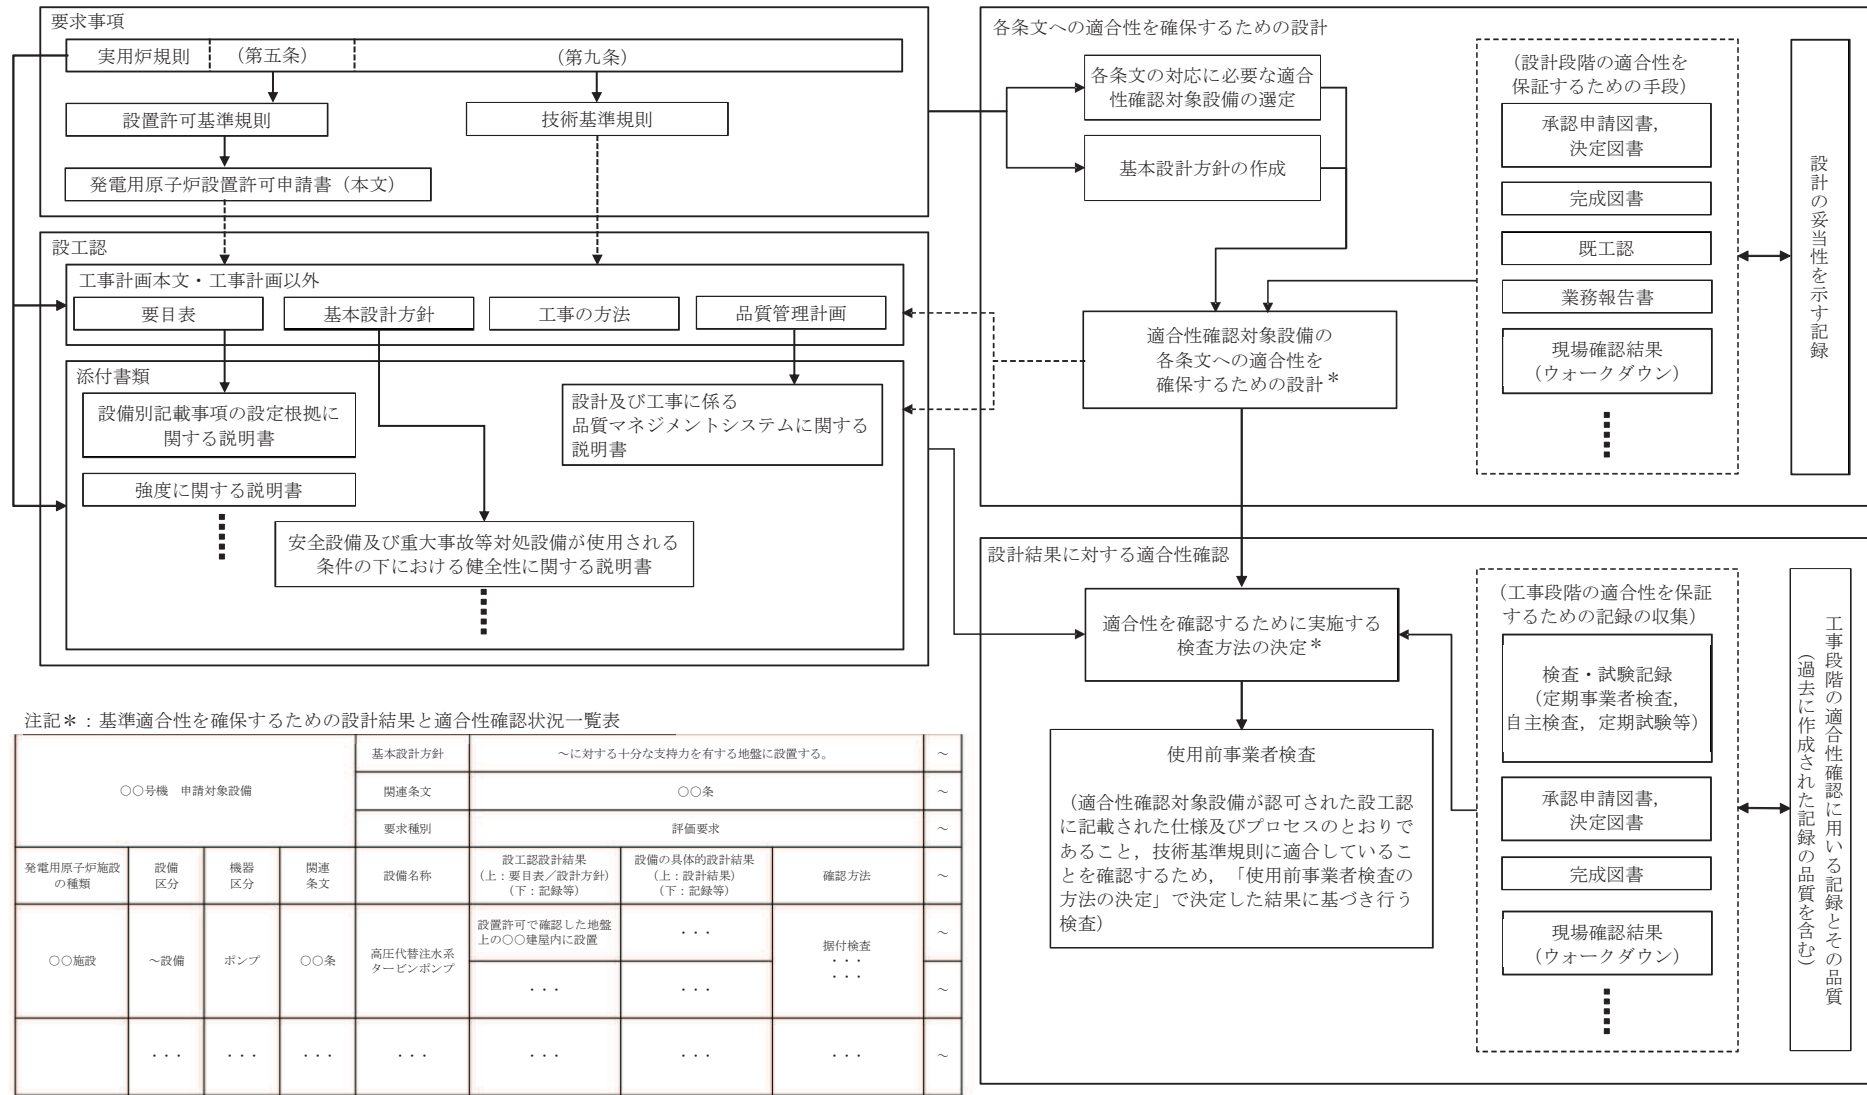 要求事項
実用炉規則
(第五条)
(第九条)
設置許可基準規則
技術基準規則
発電用原子炉設置許可申請書（本文）
設工認
工事計画本文・工事計画以外
要目表
基本設計方針
工事の方法
品質管理計画
添付書類
設備別記載事項の設定根拠に
関する説明書
設計及び工事に係る
品質マネジメントシステムに関する
説明書
強度に関する説明書
安全設備及び重大事故等対処設備が使用される
条件の下における健全性に関する説明書
各条文への適合性を確保するための設計
各条文の対応に必要な適合
性確認対象設備の選定
基本設計方針の作成
適合性確認対象設備の
各条文への適合性を
確保するための設計＊
（設計段階の適合性を
保証するための手段）
承認申請図書，
決定図書
完成図書
既工認
業務報告書
現場確認結果
（ウォークダウン）
設計の妥当性を示す記録
設計結果に対する適合性確認
適合性を確認するために実施する
検査方法の決定＊
使用前事業者検査
（適合性確認対象設備が認可された設工認
に記載された仕様及びプロセスのとおりで
あること，技術基準規則に適合しているこ
とを確認するため，「使用前事業者検査の
方法の決定」で決定した結果に基づき行う
検査）
（工事段階の適合性を保証
するための記録の収集）
検査・試験記録
（定期事業者検査，
自主検査，定期試験等）
承認申請図書，
決定図書
完成図書
現場確認結果
（ウォークダウン）
工事段階の適合性確認に用いる記録とその品質
（過去に作成された記録の品質を含む）
注記＊：基準適合性を確保するための設計結果と適合性確認状況一覧表
○○号機　申請対象設備
基本設計方針
～に対する十分な支持力を有する地盤に設置する。
～
関連条文
○○条
～
要求種別
評価要求
～
発電用原子炉施設
の種類
設備
区分
機器
区分
関連
条文
設備名称
設工認設計結果
（上：要目表／設計方針）
（下：記録等）
設備の具体的設計結果
（上：設計結果）
（下：記録等）
確認方法
～
○○施設
～設備
ポンプ
○○条
高圧代替注水系
タービンポンプ
設置許可で確認した地盤
上の○○建屋内に設置
・・・
据付検査
・・・
・・・
～
・・・
・・・
～
・・・
・・・
・・・
・・・
・・・
・・・
・・・
～